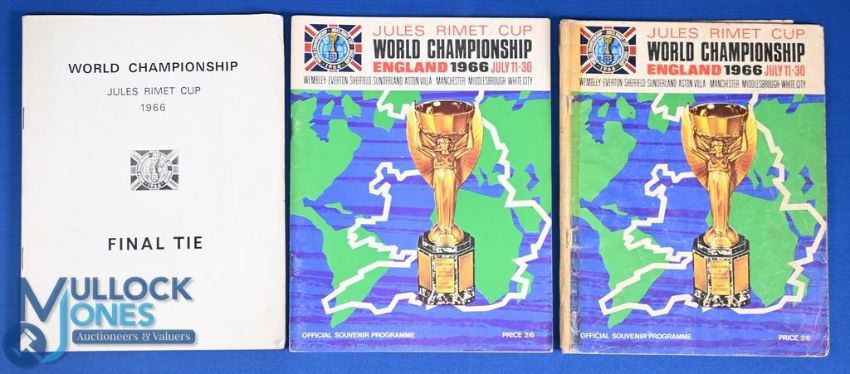 WORLD CHAMPIONSHIP
JULES RIMET CUP
1966
1966
FINAL TIE
MULLOCK
JONES
Auctioneers & Valuers
JULES RIMET CUP
WORLD CHAMPIONSHIP
ENGLAND 1966 JULY 11-30
WEMBLEY·EVERTON·SHEFFIELD·SUNDERLAND·ASTON VILLA · MANCHESTER · MIDDLESBROUGH·WHITE CITY
OFFICIAL SOUVENIR PROGRAMME PRICE 2/6
JULES RIMET CUP
WORLD CHAMPIONSHIP
ENGLAND 1966 JULY 11-30
WEMBLEY·EVERTON·SHEFFIELD·SUNDERLAND·ASTON VILLA · MANCHESTER · MIDDLESBROUGH·WHITE CITY
OFFICIAL SOUVENIR PROGRAMME PRICE 2/6